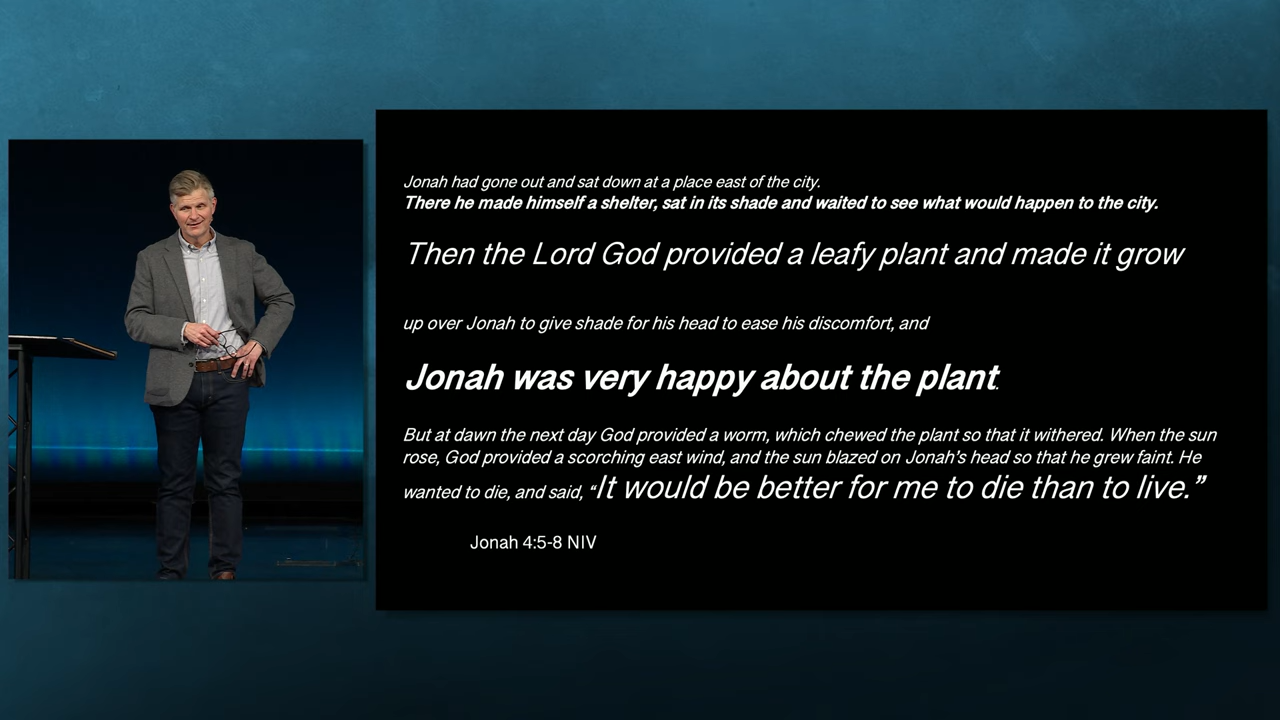 Jonah had gone out and sat down at a place east of the city.
There he made himself a shelter, sat in its shade and waited to see what would happen to the city.
Then the Lord God provided a leafy plant and made it grow
up over Jonah to give shade for his head to ease his discomfort, and
Jonah was very happy about the plant.
But at dawn the next day God provided a worm, which chewed the plant so that it withered. When the sun
rose, God provided a scorching east wind, and the sun blazed on Jonah’s head so that he grew faint. He
wanted to die, and said, “It would be better for me to die than to live.”
Jonah 4:5-8 NIV